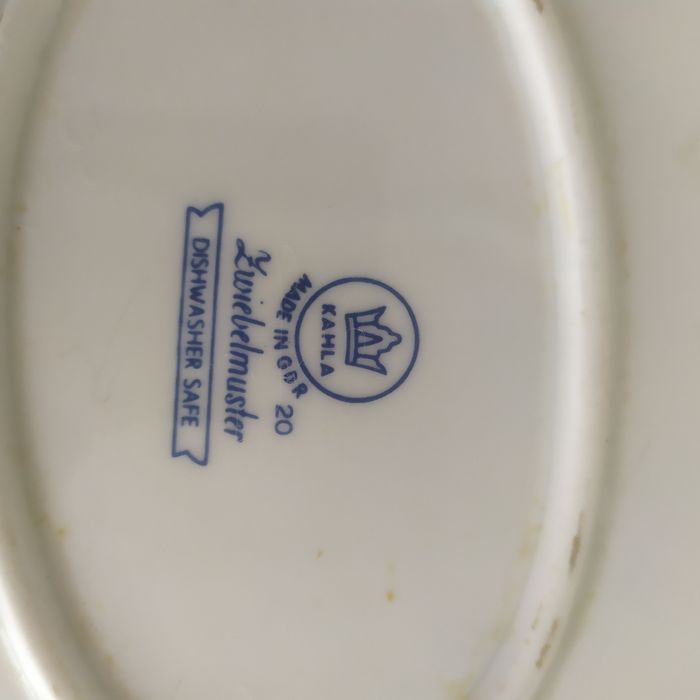 KAHLA
MADE IN GDR 20
Zwiebelmuster
DISHWASHER SAFE